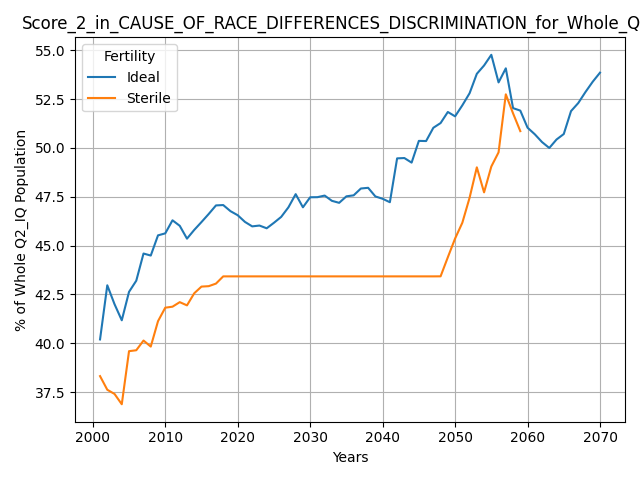 Score_2_in_CAUSE_OF_RACE_DIFFERENCES_DISCRIMINATION_for_Whole_Q
Fertility
Ideal
Sterile
% of Whole Q2_IQ Population
55.0
52.5
50.0
47.5
45.0
42.5
40.0
37.5
2000 2010 2020 2030 2040 2050 2060 2070
Years